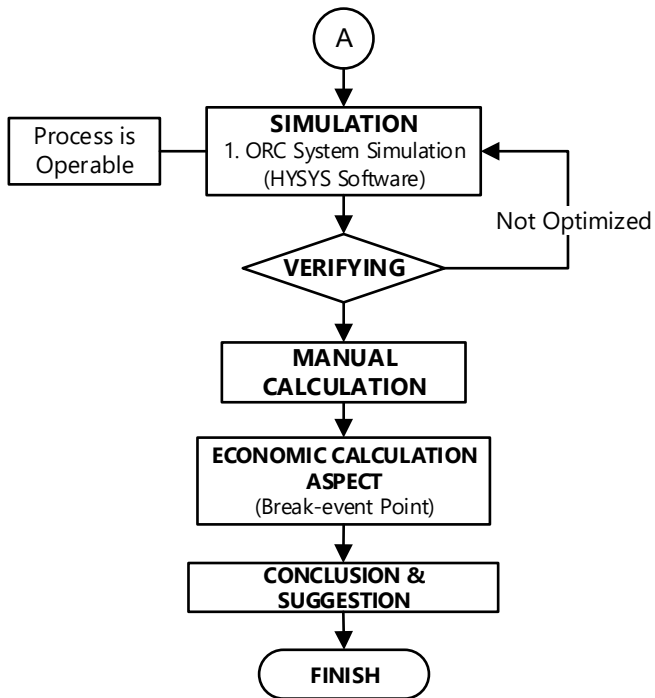 A
SIMULATION
1. ORC System Simulation
(HYSYS Software)
Process is
Operable
Not Optimized
VERIFYING
MANUAL
CALCULATION
ECONOMIC CALCULATION
ASPECT
(Break-event Point)
CONCLUSION &
SUGGESTION
FINISH